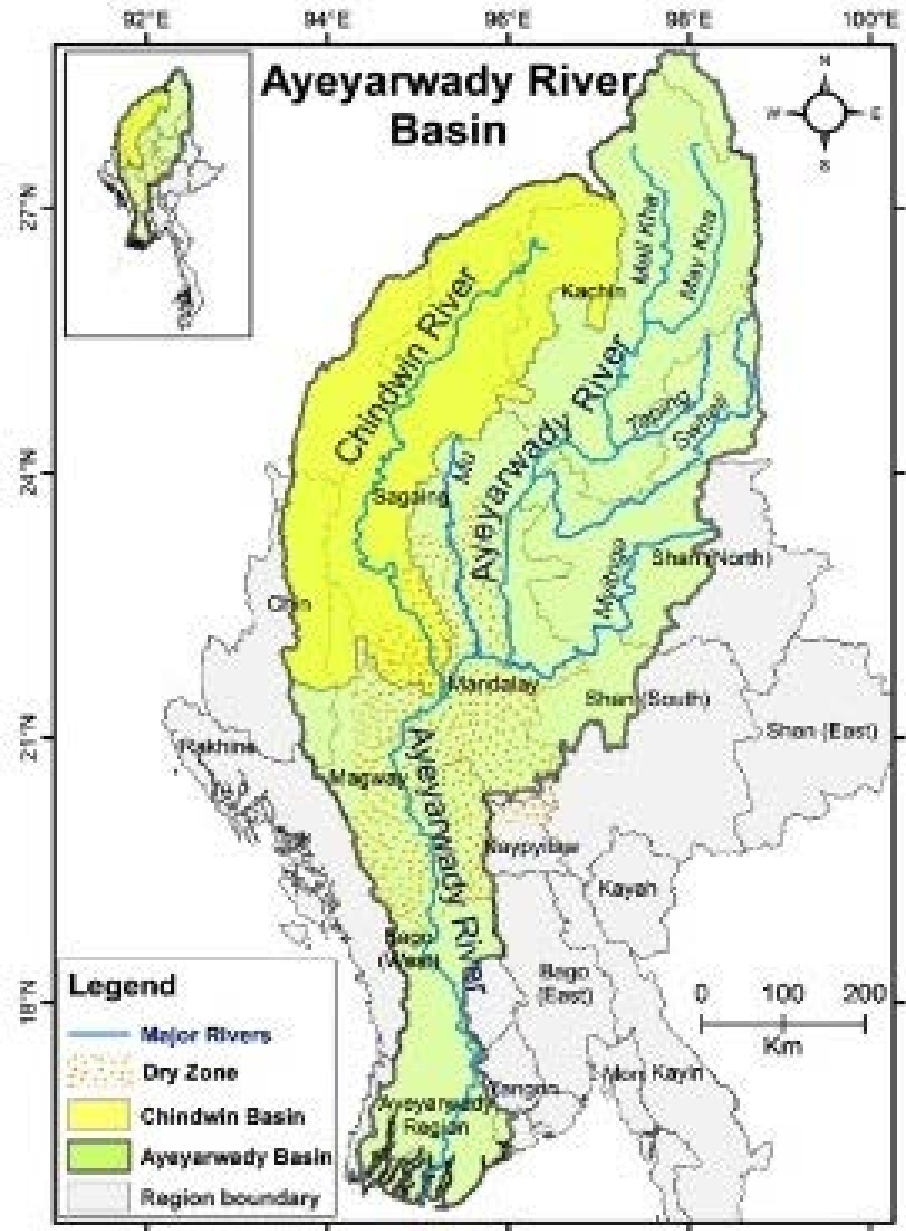 92°E 94°E 96°E 98°E 100°E
Ayeyarwady River
Basin
N
W E
S
27°N
24°N
21°N
18°N
Mali Kha
May Kha
Kachin
Chindwin River
Ayeyarwady River
Taping
Shweli
Mu
Sagaing
Myitnge
Shan (North)
Chin
Mandalay
Shan (South)
Shan (East)
Rakhine
Magway
Ayeyarwady River
Naypyitaw
Kayah
Bago
(West)
Bago
(East)
Yangon
Mon
Kayin
Ayeyarwady
Region
Legend
Major Rivers
Dry Zone
Chindwin Basin
Ayeyarwady Basin
Region boundary
0 100 200
Km